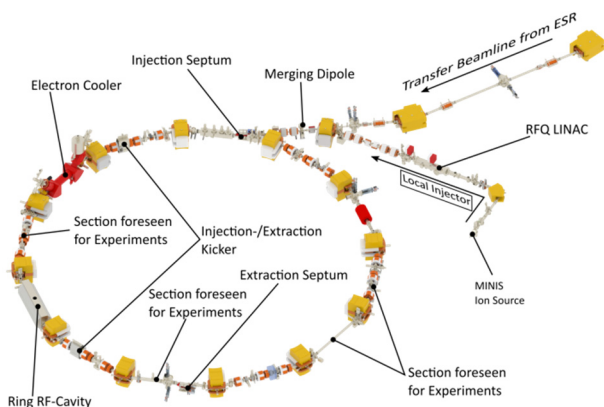 Transfer Beamline from ESR
Injection Septum
Merging Dipole
Electron Cooler
RFQ LINAC
Local Injector
Section foreseen
for Experiments
Injection-/Extraction
Kicker
MINIS
Ion Source
Extraction Septum
Section foreseen
for Experiments
Section foreseen
for Experiments
Ring RF-Cavity